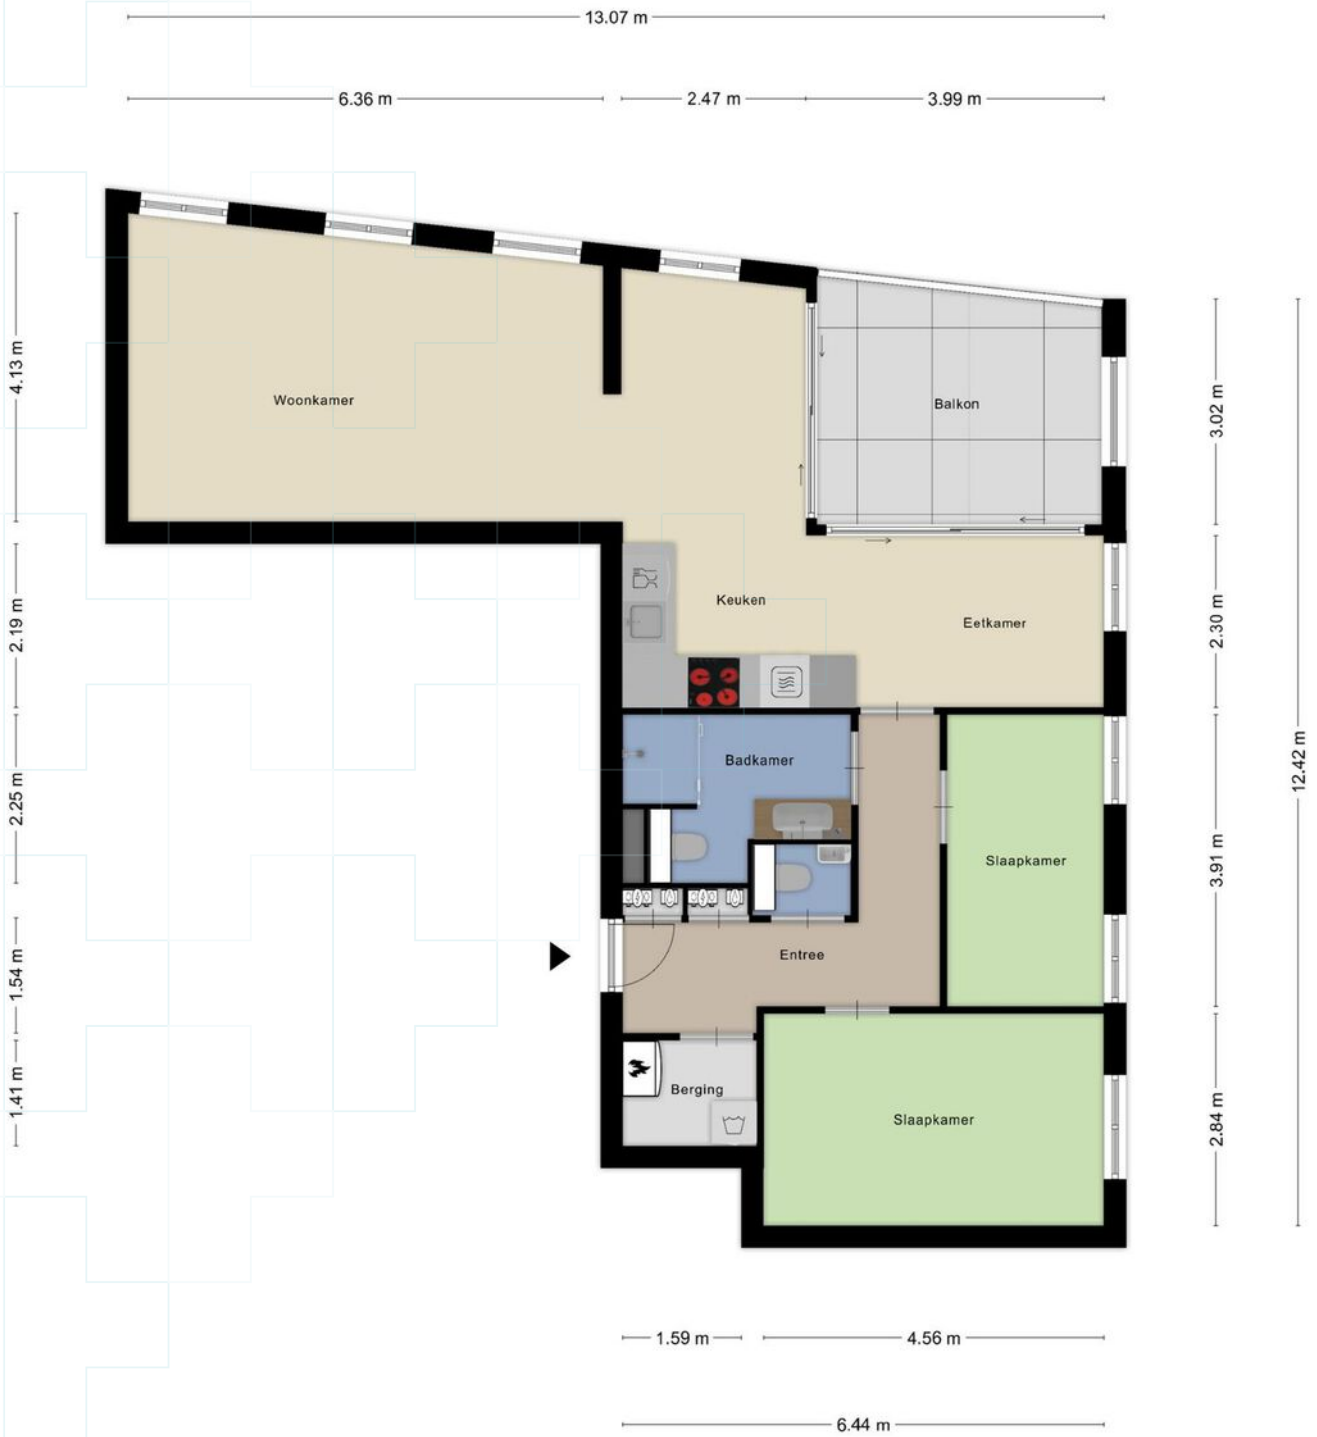 13.07 m
6.36 m
2.47 m
3.99 m
4.13 m
Woonkamer
Balkon
3.02 m
2.19 m
Keuken
Eetkamer
2.30 m
12.42 m
2.25 m
Badkamer
Slaapkamer
3.91 m
1.54 m
Entree
1.41 m
Berging
Slaapkamer
2.84 m
1.59 m
4.56 m
6.44 m